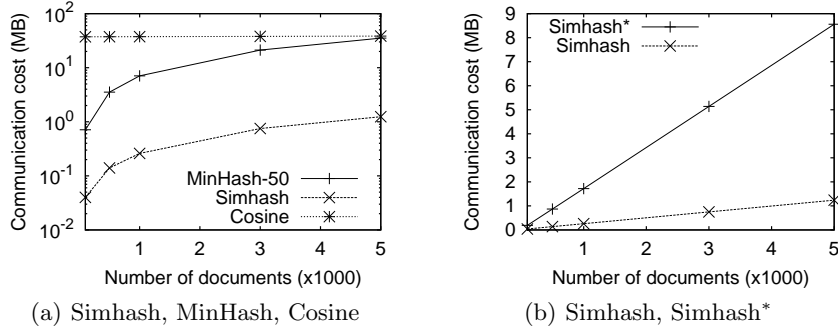 Communication cost (MB)
10^2
10^1
10^0
10^-1
10^-2
MinHash-50
Simhash
Cosine
1 2 3 4 5
Number of documents (x1000)
(a) Simhash, MinHash, Cosine
Communication cost (MB)
9
8
7
6
5
4
3
2
1
0
Simhash*
Simhash
0 1 2 3 4 5
Number of documents (x1000)
(b) Simhash, Simhash*